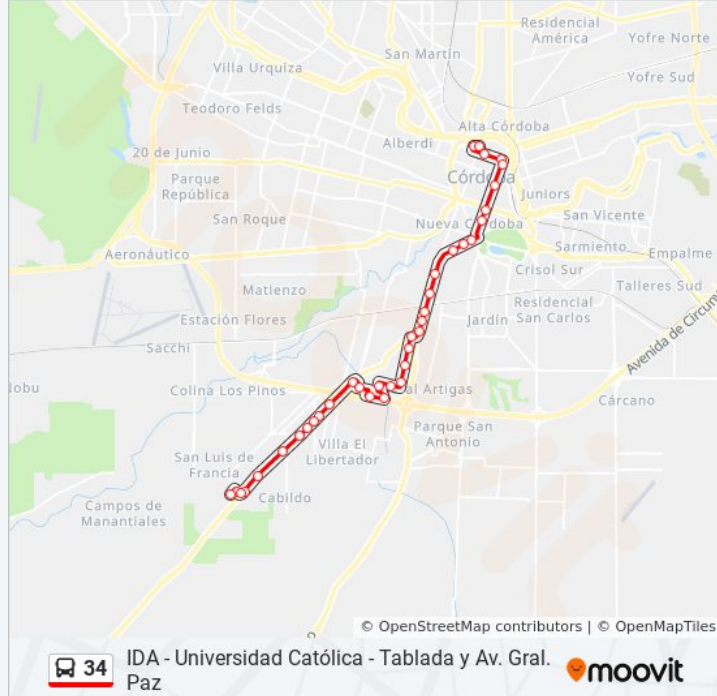 Residencial
América
Yofre Norte
San Martín
Villa Urquiza
Yofre Sud
Teodoro Felds
Alta Córdoba
Alberdi
20 de Junio
Parque
República
Córdoba
Juniors
San Roque
San Vicente
Nueva Córdoba
Sarmiento
Empalme
Aeronáutico
Crisol Sur
Matienzo
Talleres Sud
Residencial
San Carlos
Estación Flores
Jardín
Avenida de Circun
Sacchi
Nobu
Colina Los Pinos
al Artigas
Cárcano
Parque San
Antonio
Villa El
Libertador
San Luis de
Francia
Cabildo
Campos de
Manantiales
© OpenStreetMap contributors | © OpenMapTiles
34
IDA - Universidad Católica - Tablada y Av. Gral.
Paz
moovit